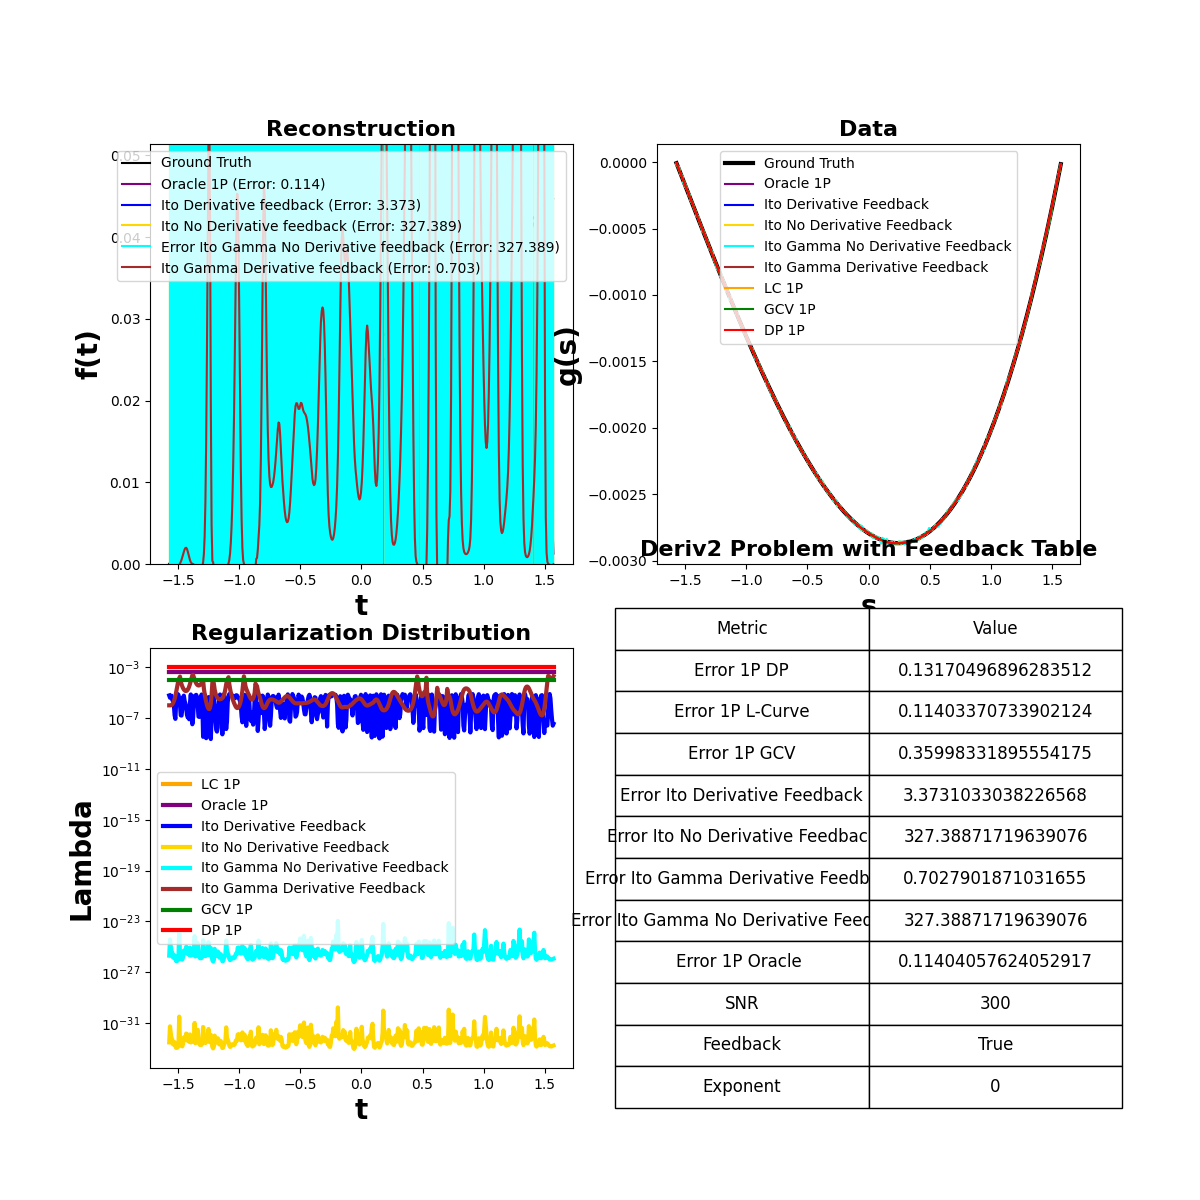 Reconstruction
0.05
0.04
0.03
0.02
0.01
0.00
f(t)
Ground Truth
Oracle 1P (Error: 0.114)
Ito Derivative feedback (Error: 3.373)
Ito No Derivative feedback (Error: 327.389)
Error Ito Gamma No Derivative feedback (Error: 327.389)
Ito Gamma Derivative feedback (Error: 0.703)
−1.5 −1.0 −0.5 0.0 0.5 1.0 1.5
t
Data
0.0000
−0.0005
−0.0010
−0.0015
−0.0020
−0.0025
−0.0030
g(s)
Ground Truth
Oracle 1P
Ito Derivative Feedback
Ito No Derivative Feedback
Ito Gamma No Derivative Feedback
Ito Gamma Derivative Feedback
LC 1P
GCV 1P
DP 1P
−1.5 −1.0 −0.5 0.0 0.5 1.0 1.5
s
Regularization Distribution
10−3
10−7
10−11
10−15
10−19
10−23
10−27
10−31
Lambda
LC 1P
Oracle 1P
Ito Derivative Feedback
Ito No Derivative Feedback
Ito Gamma No Derivative Feedback
Ito Gamma Derivative Feedback
GCV 1P
DP 1P
−1.5 −1.0 −0.5 0.0 0.5 1.0 1.5
t
Deriv2 Problem with Feedback Table
Metric Value
Error 1P DP 0.13170496896283512
Error 1P L-Curve 0.11403370733902124
Error 1P GCV 0.35998331895554175
Error Ito Derivative Feedback 3.3731033038226568
Error Ito No Derivative Feedbac 327.38871719639076
Error Ito Gamma Derivative Feedb 0.7027901871031655
Error Ito Gamma No Derivative Feed 327.38871719639076
Error 1P Oracle 0.11404057624052917
SNR 300
Feedback True
Exponent 0